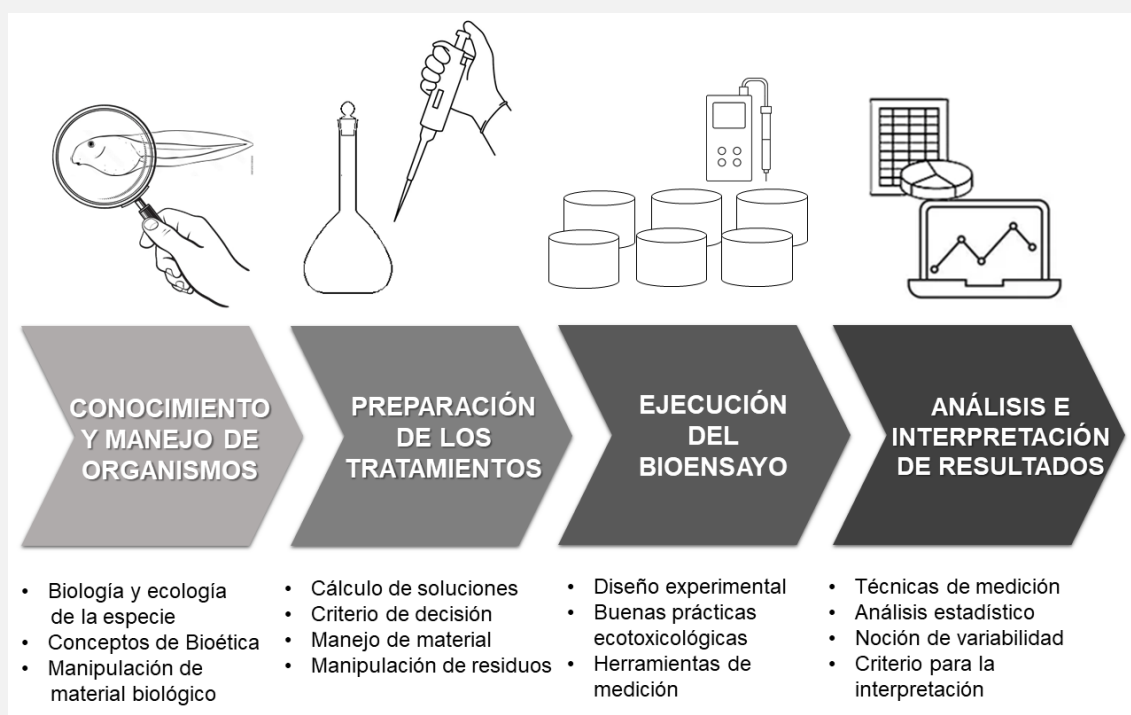 CONOCIMIENTO
Y MANEJO DE
ORGANISMOS
PREPARACIÓN
DE LOS
TRATAMIENTOS
EJECUCIÓN
DEL
BIOENSAYO
ANÁLISIS E
INTERPRETACIÓN
DE RESULTADOS
• Biología y ecología
de la especie
• Conceptos de Bioética
• Manipulación de
material biológico
• Cálculo de soluciones
• Criterio de decisión
• Manejo de material
• Manipulación de residuos
• Diseño experimental
• Buenas prácticas
ecotoxicológicas
• Herramientas de
medición
• Técnicas de medición
• Análisis estadístico
• Noción de variabilidad
• Criterio para la
interpretación